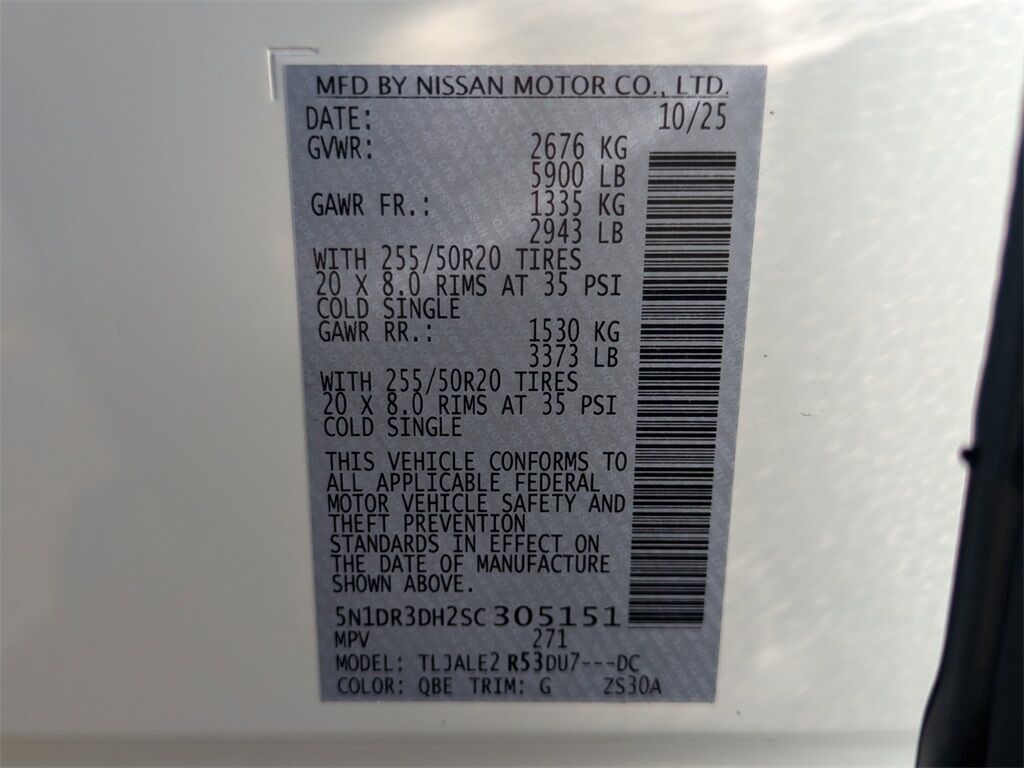 MFD BY NISSAN MOTOR CO., LTD.
DATE: 10/25
GVWR: 2676 KG
5900 LB
GAWR FR.: 1335 KG
2943 LB
WITH 255/50R20 TIRES
20 X 8.0 RIMS AT 35 PSI
COLD SINGLE
GAWR RR.: 1530 KG
3373 LB
WITH 255/50R20 TIRES
20 X 8.0 RIMS AT 35 PSI
COLD SINGLE
THIS VEHICLE CONFORMS TO
ALL APPLICABLE FEDERAL
MOTOR VEHICLE SAFETY AND
THEFT PREVENTION
STANDARDS IN EFFECT ON
THE DATE OF MANUFACTURE
SHOWN ABOVE.
5N1DR3DH2SC305151
MPV 271
MODEL: TLJALE2 R53DU7---DC
COLOR: QBE TRIM: G ZS30A